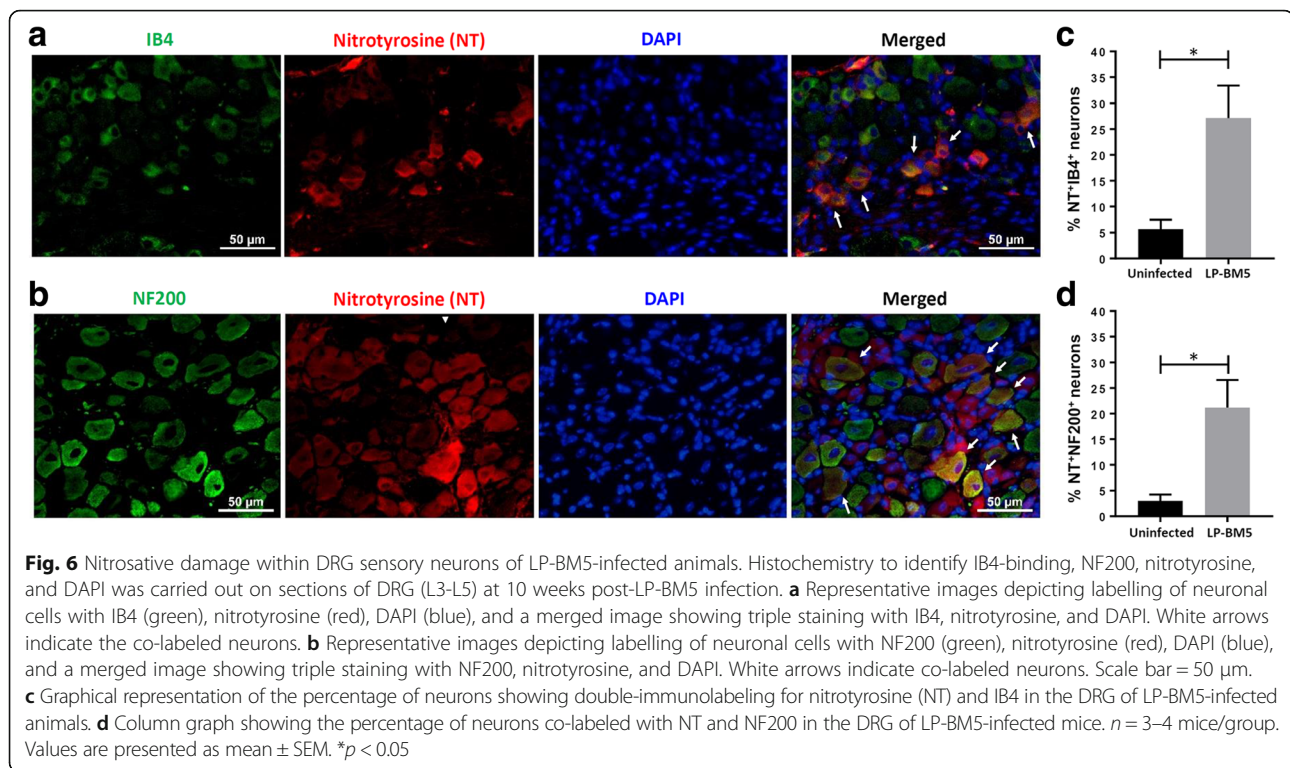 a
IB4 Nitrotyrosine (NT) DAPI Merged
50 µm 50 µm
b
NF200 Nitrotyrosine (NT) DAPI Merged
50 µm 50 µm
c
% NT⁺IB4⁺ neurons
40
35
30
25
20
15
10
5
0
*
Uninfected LP-BM5
d
% NT⁺NF200⁺ neurons
40
35
30
25
20
15
10
5
0
*
Uninfected LP-BM5
Fig. 6 Nitrosative damage within DRG sensory neurons of LP-BM5-infected animals. Histochemistry to identify IB4-binding, NF200, nitrotyrosine,
and DAPI was carried out on sections of DRG (L3-L5) at 10 weeks post-LP-BM5 infection. a Representative images depicting labelling of neuronal
cells with IB4 (green), nitrotyrosine (red), DAPI (blue), and a merged image showing triple staining with IB4, nitrotyrosine, and DAPI. White arrows
indicate the co-labeled neurons. b Representative images depicting labelling of neuronal cells with NF200 (green), nitrotyrosine (red), DAPI (blue),
and a merged image showing triple staining with NF200, nitrotyrosine, and DAPI. White arrows indicate co-labeled neurons. Scale bar = 50 µm.
c Graphical representation of the percentage of neurons showing double-immunolabeling for nitrotyrosine (NT) and IB4 in the DRG of LP-BM5-infected
animals. d Column graph showing the percentage of neurons co-labeled with NT and NF200 in the DRG of LP-BM5-infected mice. n = 3–4 mice/group.
Values are presented as mean ± SEM. *p < 0.05